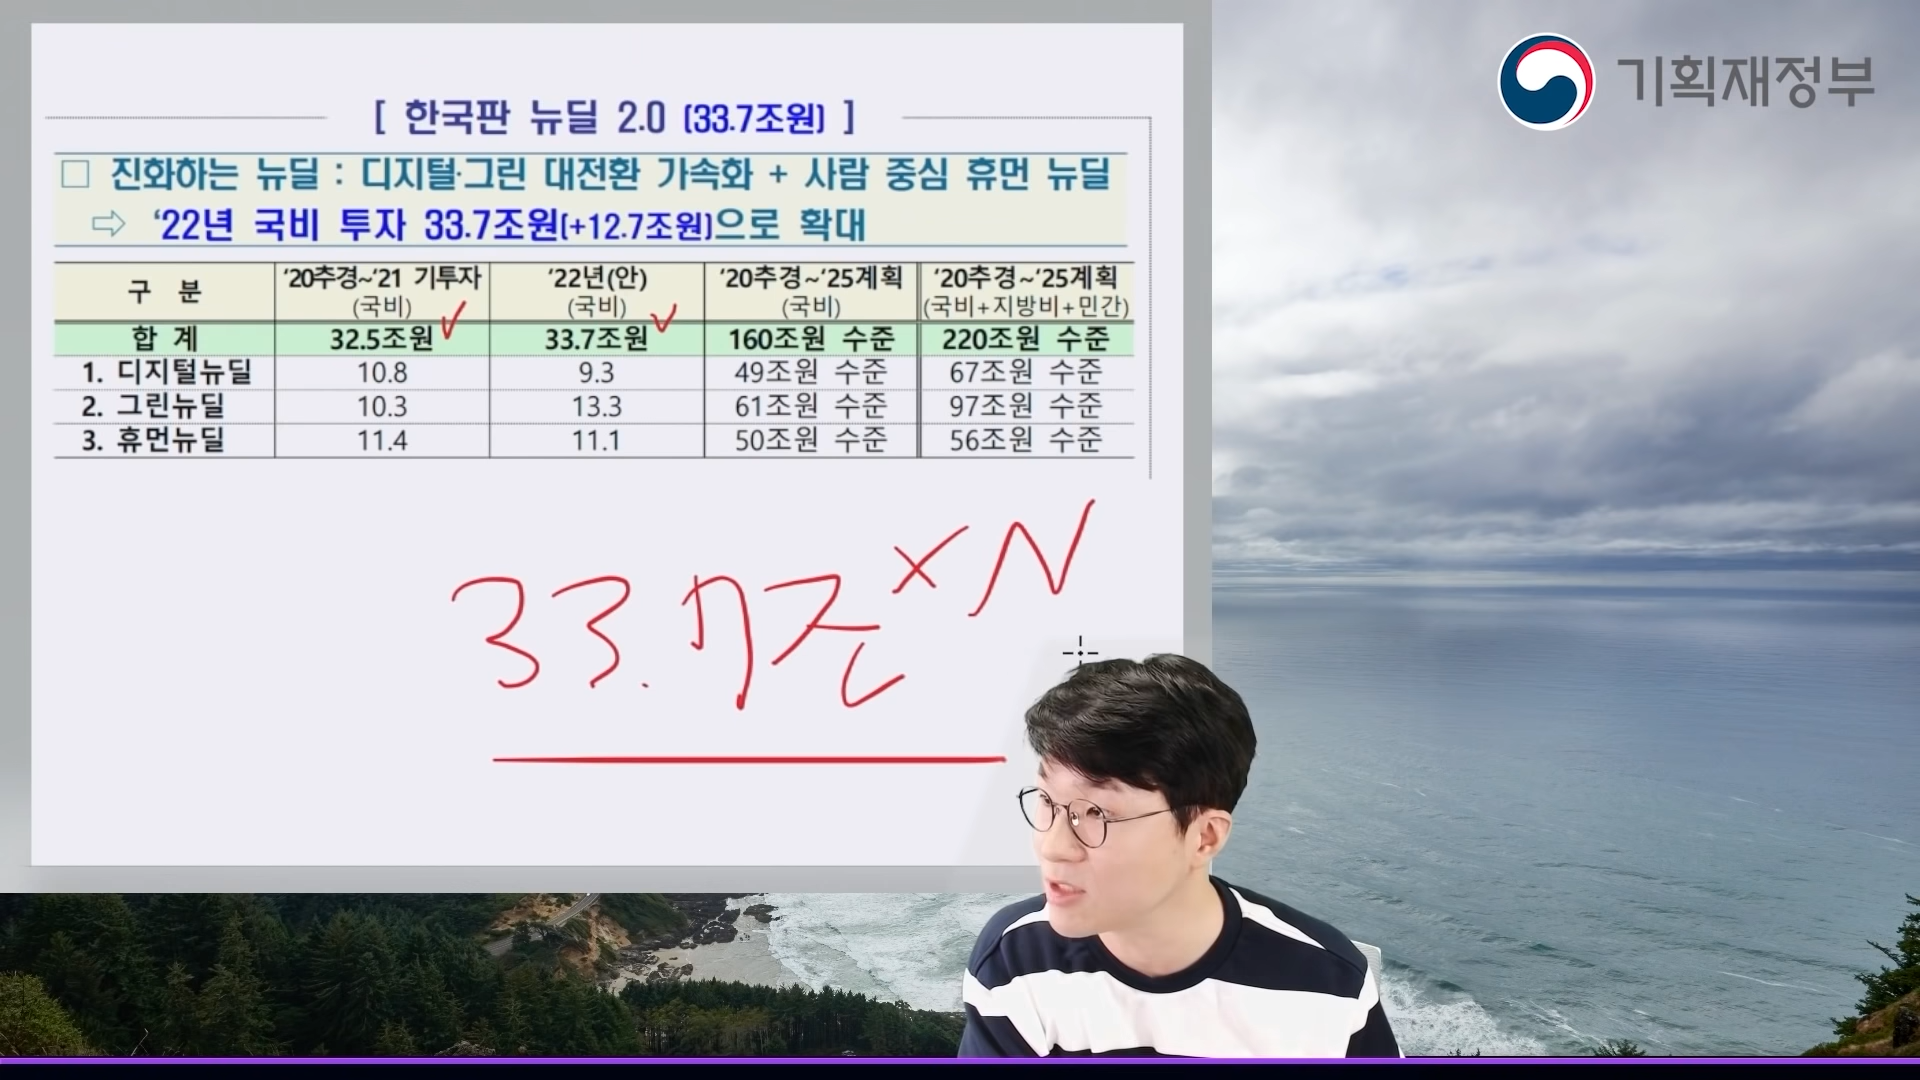 [ 한국판 뉴딜 2.0 (33.7조원) ]
□ 진화하는 뉴딜 : 디지털·그린 대전환 가속화 + 사람 중심 휴먼 뉴딜
⇨ ‘22년 국비 투자 33.7조원(+12.7조원)으로 확대
구 분 ‘20추경~‘21 기투자 (국비) ‘22년(안) (국비) ‘20추경~‘25계획 (국비) ‘20추경~‘25계획 (국비+지방비+민간)
합 계 32.5조원 33.7조원 160조원 수준 220조원 수준
1. 디지털뉴딜 10.8 9.3 49조원 수준 67조원 수준
2. 그린뉴딜 10.3 13.3 61조원 수준 97조원 수준
3. 휴먼뉴딜 11.4 11.1 50조원 수준 56조원 수준
33.7조 × N
기획재정부